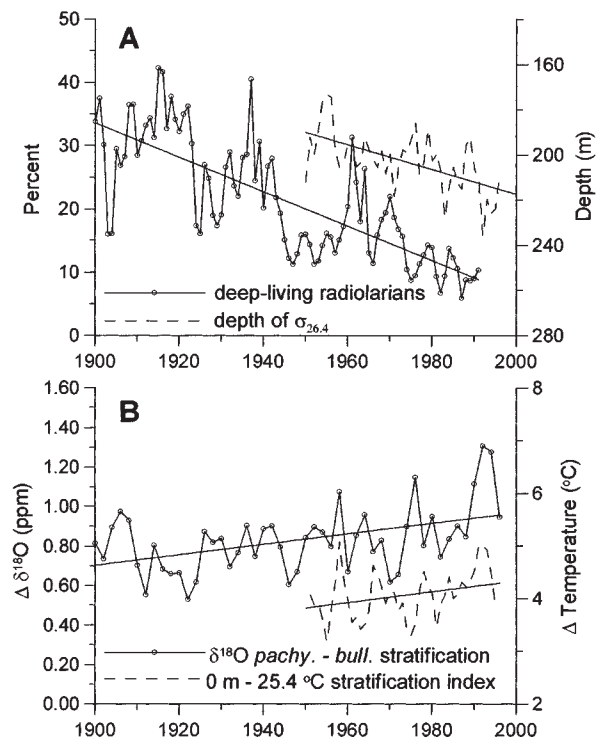 A
50
40
30
20
10
0
Percent
160
200
240
280
Depth (m)
deep-living radiolarians
depth of σ26.4
1900 1920 1940 1960 1980 2000
B
1.60
1.40
1.20
1.00
0.80
0.60
0.40
0.20
0.00
Δ δ18O (ppm)
8
6
4
2
Δ Temperature (°C)
δ18O pachy. - bull. stratification
0 m - 25.4 °C stratification index
1900 1920 1940 1960 1980 2000